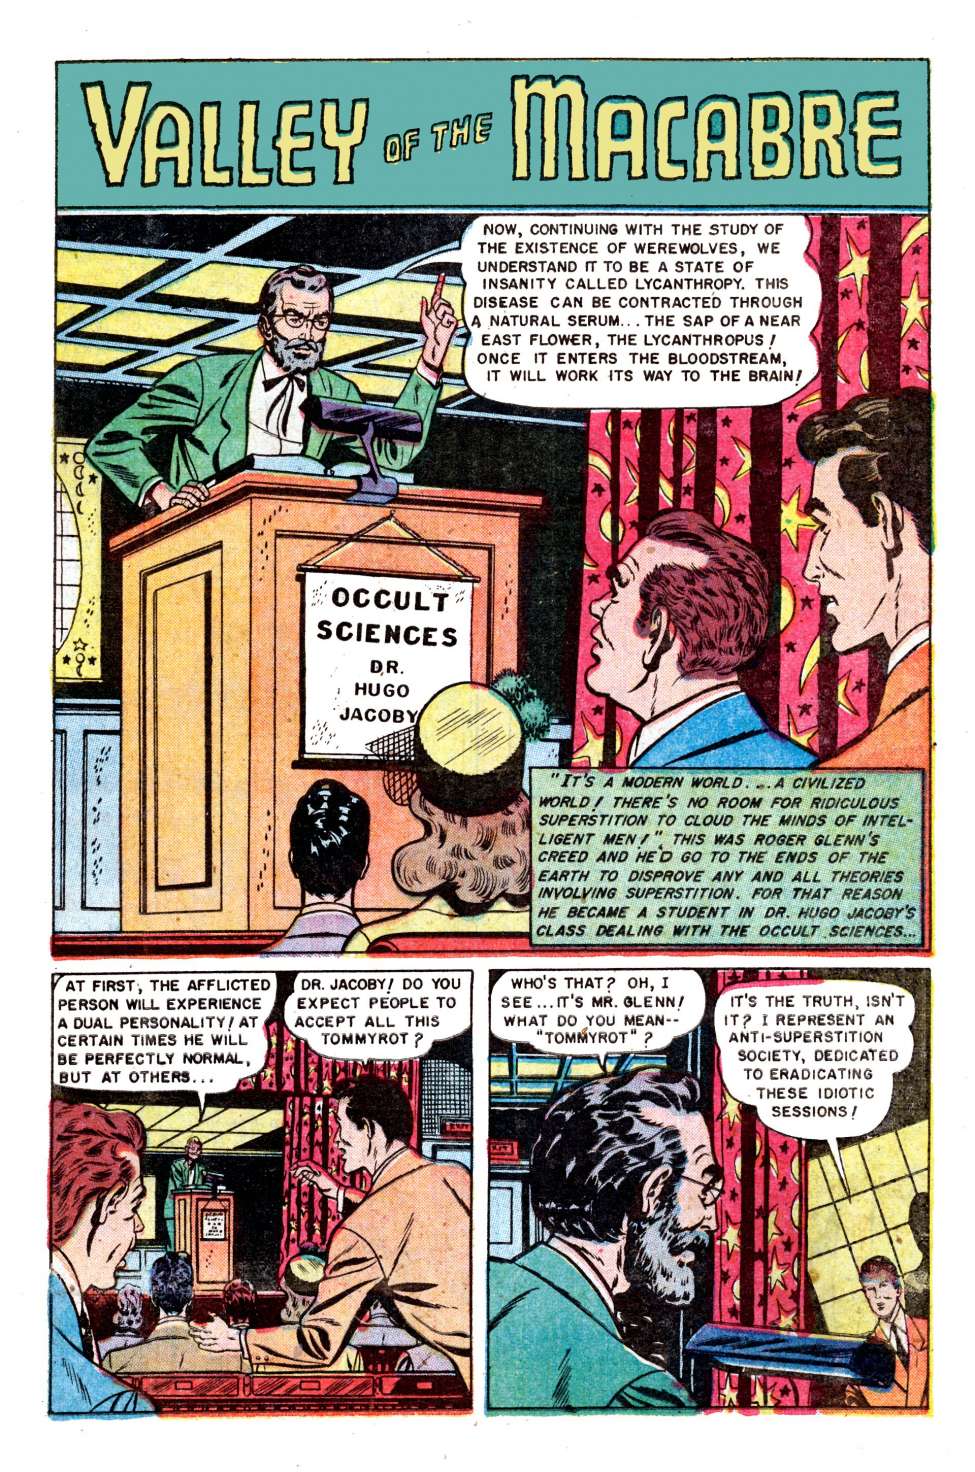 VALLEY OF THE MACABRE
NOW, CONTINUING WITH THE STUDY OF
THE EXISTENCE OF WEREWOLVES, WE
UNDERSTAND IT TO BE A STATE OF
INSANITY CALLED LYCANTHROPY. THIS
DISEASE CAN BE CONTRACTED THROUGH
A NATURAL SERUM... THE SAP OF A NEAR
EAST FLOWER, THE LYCANTHROPUS!
ONCE IT ENTERS THE BLOODSTREAM,
IT WILL WORK ITS WAY TO THE BRAIN!
OCCULT
SCIENCES
DR.
HUGO
JACOBY
"IT'S A MODERN WORLD.... A CIVILIZED
WORLD! THERE'S NO ROOM FOR RIDICULOUS
SUPERSTITION TO CLOUD THE MINDS OF INTEL-
LIGENT MEN!", THIS WAS ROGER GLENN'S
CREED AND HE'D GO TO THE ENDS OF THE
EARTH TO DISPROVE ANY AND ALL THEORIES
INVOLVING SUPERSTITION. FOR THAT REASON
HE BECAME A STUDENT IN DR. HUGO JACOBY'S
CLASS DEALING WITH THE OCCULT SCIENCES...
AT FIRST, THE AFFLICTED
PERSON WILL EXPERIENCE
A DUAL PERSONALITY! AT
CERTAIN TIMES HE WILL
BE PERFECTLY NORMAL,
BUT AT OTHERS...
DR. JACOBY! DO YOU
EXPECT PEOPLE TO
ACCEPT ALL THIS
TOMMYROT?
WHO'S THAT? OH, I
SEE...IT'S MR. GLENN!
WHAT DO YOU MEAN--
"TOMMYROT"?
IT'S THE TRUTH, ISN'T
IT? I REPRESENT AN
ANTI-SUPERSTITION
SOCIETY, DEDICATED
TO ERADICATING
THESE IDIOTIC
SESSIONS!